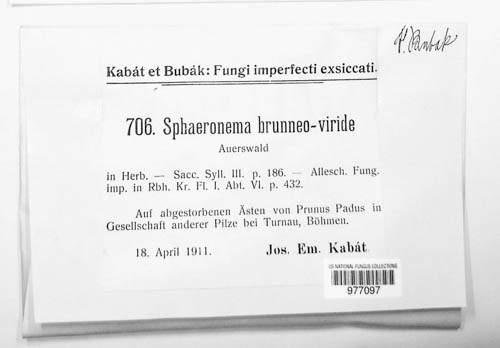 Kabát et Bubák: Fungi imperfecti exsiccati.
706. Sphaeronema brunneo-viride
Auerswald
in Herb. — Sacc. Syll. III. p. 186. — Allesch. Fung.
imp. in Rbh. Kr. Fl. I. Abt. VI. p. 432.
Auf abgestorbenen Ästen von Prunus Padus in
Gesellschaft anderer Pilze bei Turnau, Böhmen.
18. April 1911. Jos. Em. Kabát.
US NATIONAL FUNGUS COLLECTIONS
977097